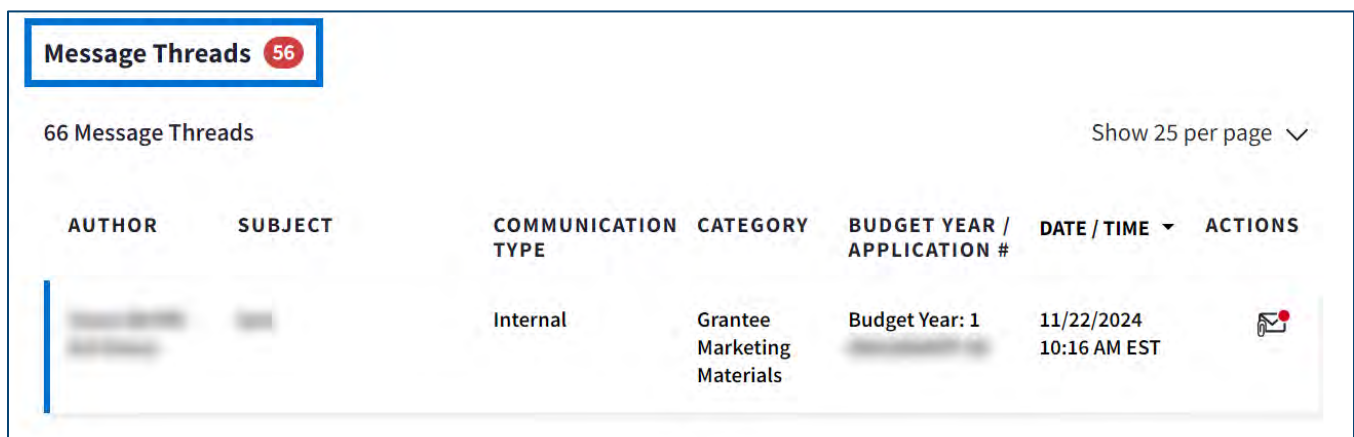 Message Threads 56
66 Message Threads
Show 25 per page
AUTHOR SUBJECT COMMUNICATION TYPE CATEGORY BUDGET YEAR / APPLICATION # DATE / TIME ACTIONS
Internal Grantee Marketing Materials Budget Year: 1 11/22/2024 10:16 AM EST